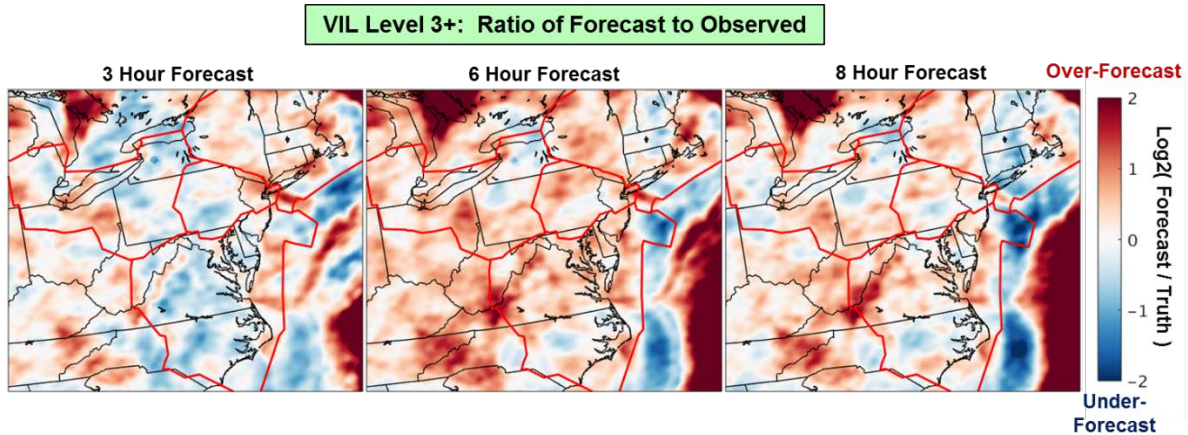 VIL Level 3+: Ratio of Forecast to Observed
3 Hour Forecast
6 Hour Forecast
8 Hour Forecast
Over-Forecast
2
1
0
−1
−2
Log2( Forecast / Truth )
Under-
Forecast